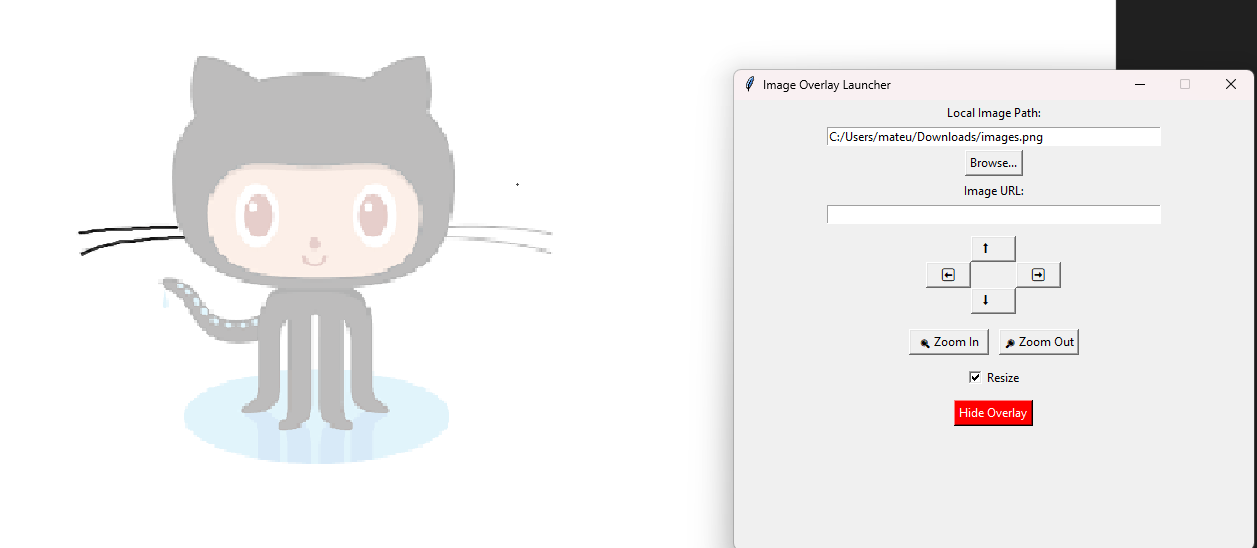 Image Overlay Launcher
Local Image Path:
C:/Users/mateu/Downloads/images.png
Browse...
Image URL:
Zoom In Zoom Out
Resize
Hide Overlay